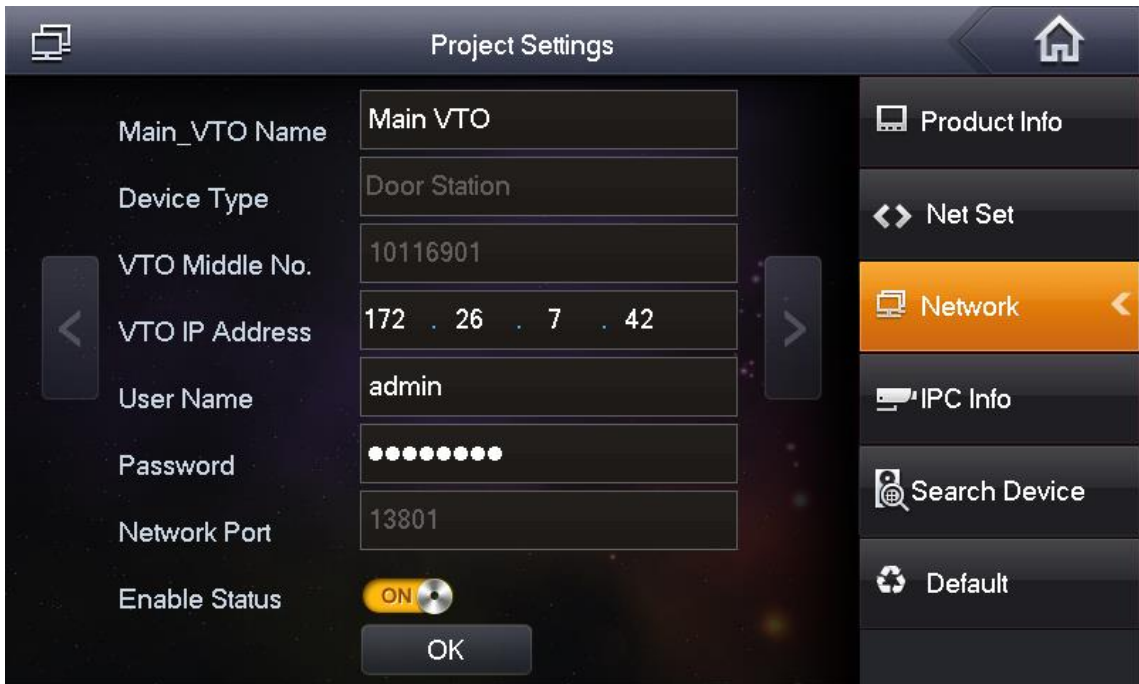 Project Settings
Main_VTO Name
Main VTO
Device Type
Door Station
VTO Middle No.
10116901
VTO IP Address
172 . 26 . 7 . 42
User Name
admin
Password
●●●●●●●●
Network Port
13801
Enable Status
ON
OK
Product Info
Net Set
Network
IPC Info
Search Device
Default